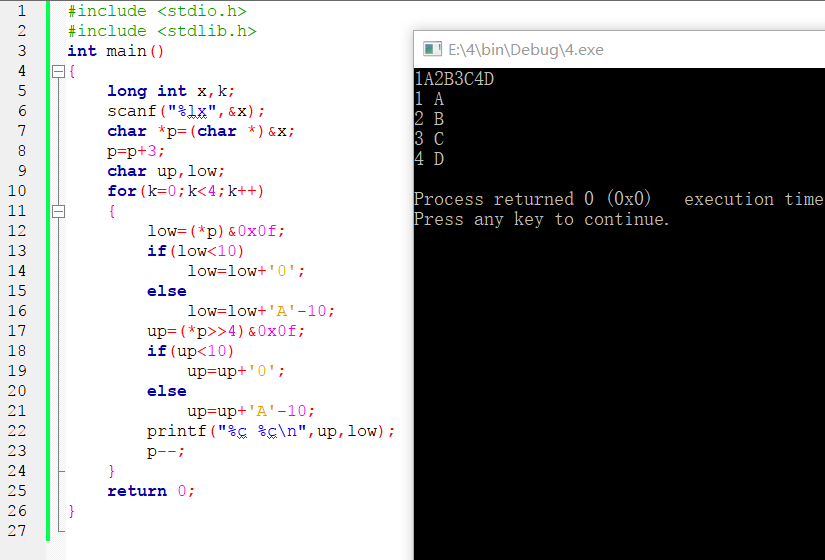 1 #include <stdio.h>
2 #include <stdlib.h>
3 int main()
4 {
5 long int x,k;
6 scanf("%lx",&x);
7 char *p=(char *)&x;
8 p=p+3;
9 char up,low;
10 for(k=0;k<4;k++)
11 {
12 low=(*p)&0x0f;
13 if(low<10)
14 low=low+'0';
15 else
16 low=low+'A'-10;
17 up=(*p>>4)&0x0f;
18 if(up<10)
19 up=up+'0';
20 else
21 up=up+'A'-10;
22 printf("%c %c\n",up,low);
23 p--;
24 }
25 return 0;
26 }
27
E:\4\bin\Debug\4.exe
1A2B3C4D
1 A
2 B
3 C
4 D
Process returned 0 (0x0) execution time
Press any key to continue.